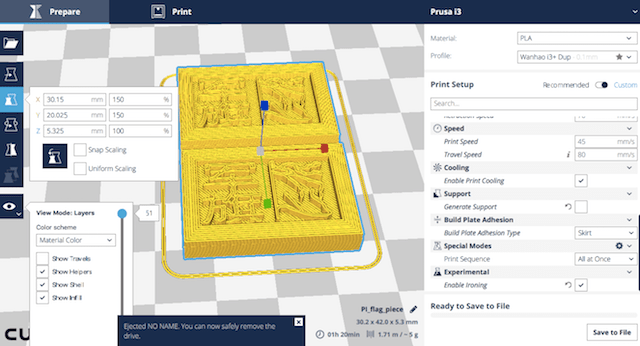 Prepare
Print
Prusa i3
Material:
PLA
Profile:
Wanhao i3+ Dup
Print Setup
Recommended
Custom
Search...
Speed
Print Speed
45
mm/s
Travel Speed
i
80
mm/s
Cooling
Enable Print Cooling
Support
Generate Support
Build Plate Adhesion
Build Plate Adhesion Type
Skirt
Special Modes
Print Sequence
All at Once
Experimental
Enable Ironing
Ready to Save to File
Save to File
X 30.15 mm 150 %
Y 20.025 mm 150 %
Z 5.325 mm 100 %
Snap Scaling
Uniform Scaling
View Mode: Layers
51
Color scheme
Material Color
Show Travels
Show Helpers
Show Shell
Show Infill
PI_flag_piece
30.2 x 42.0 x 5.3 mm
01h 20min
1.71 m / ~ 5 g
Ejected NO NAME. You can now safely remove the
drive.